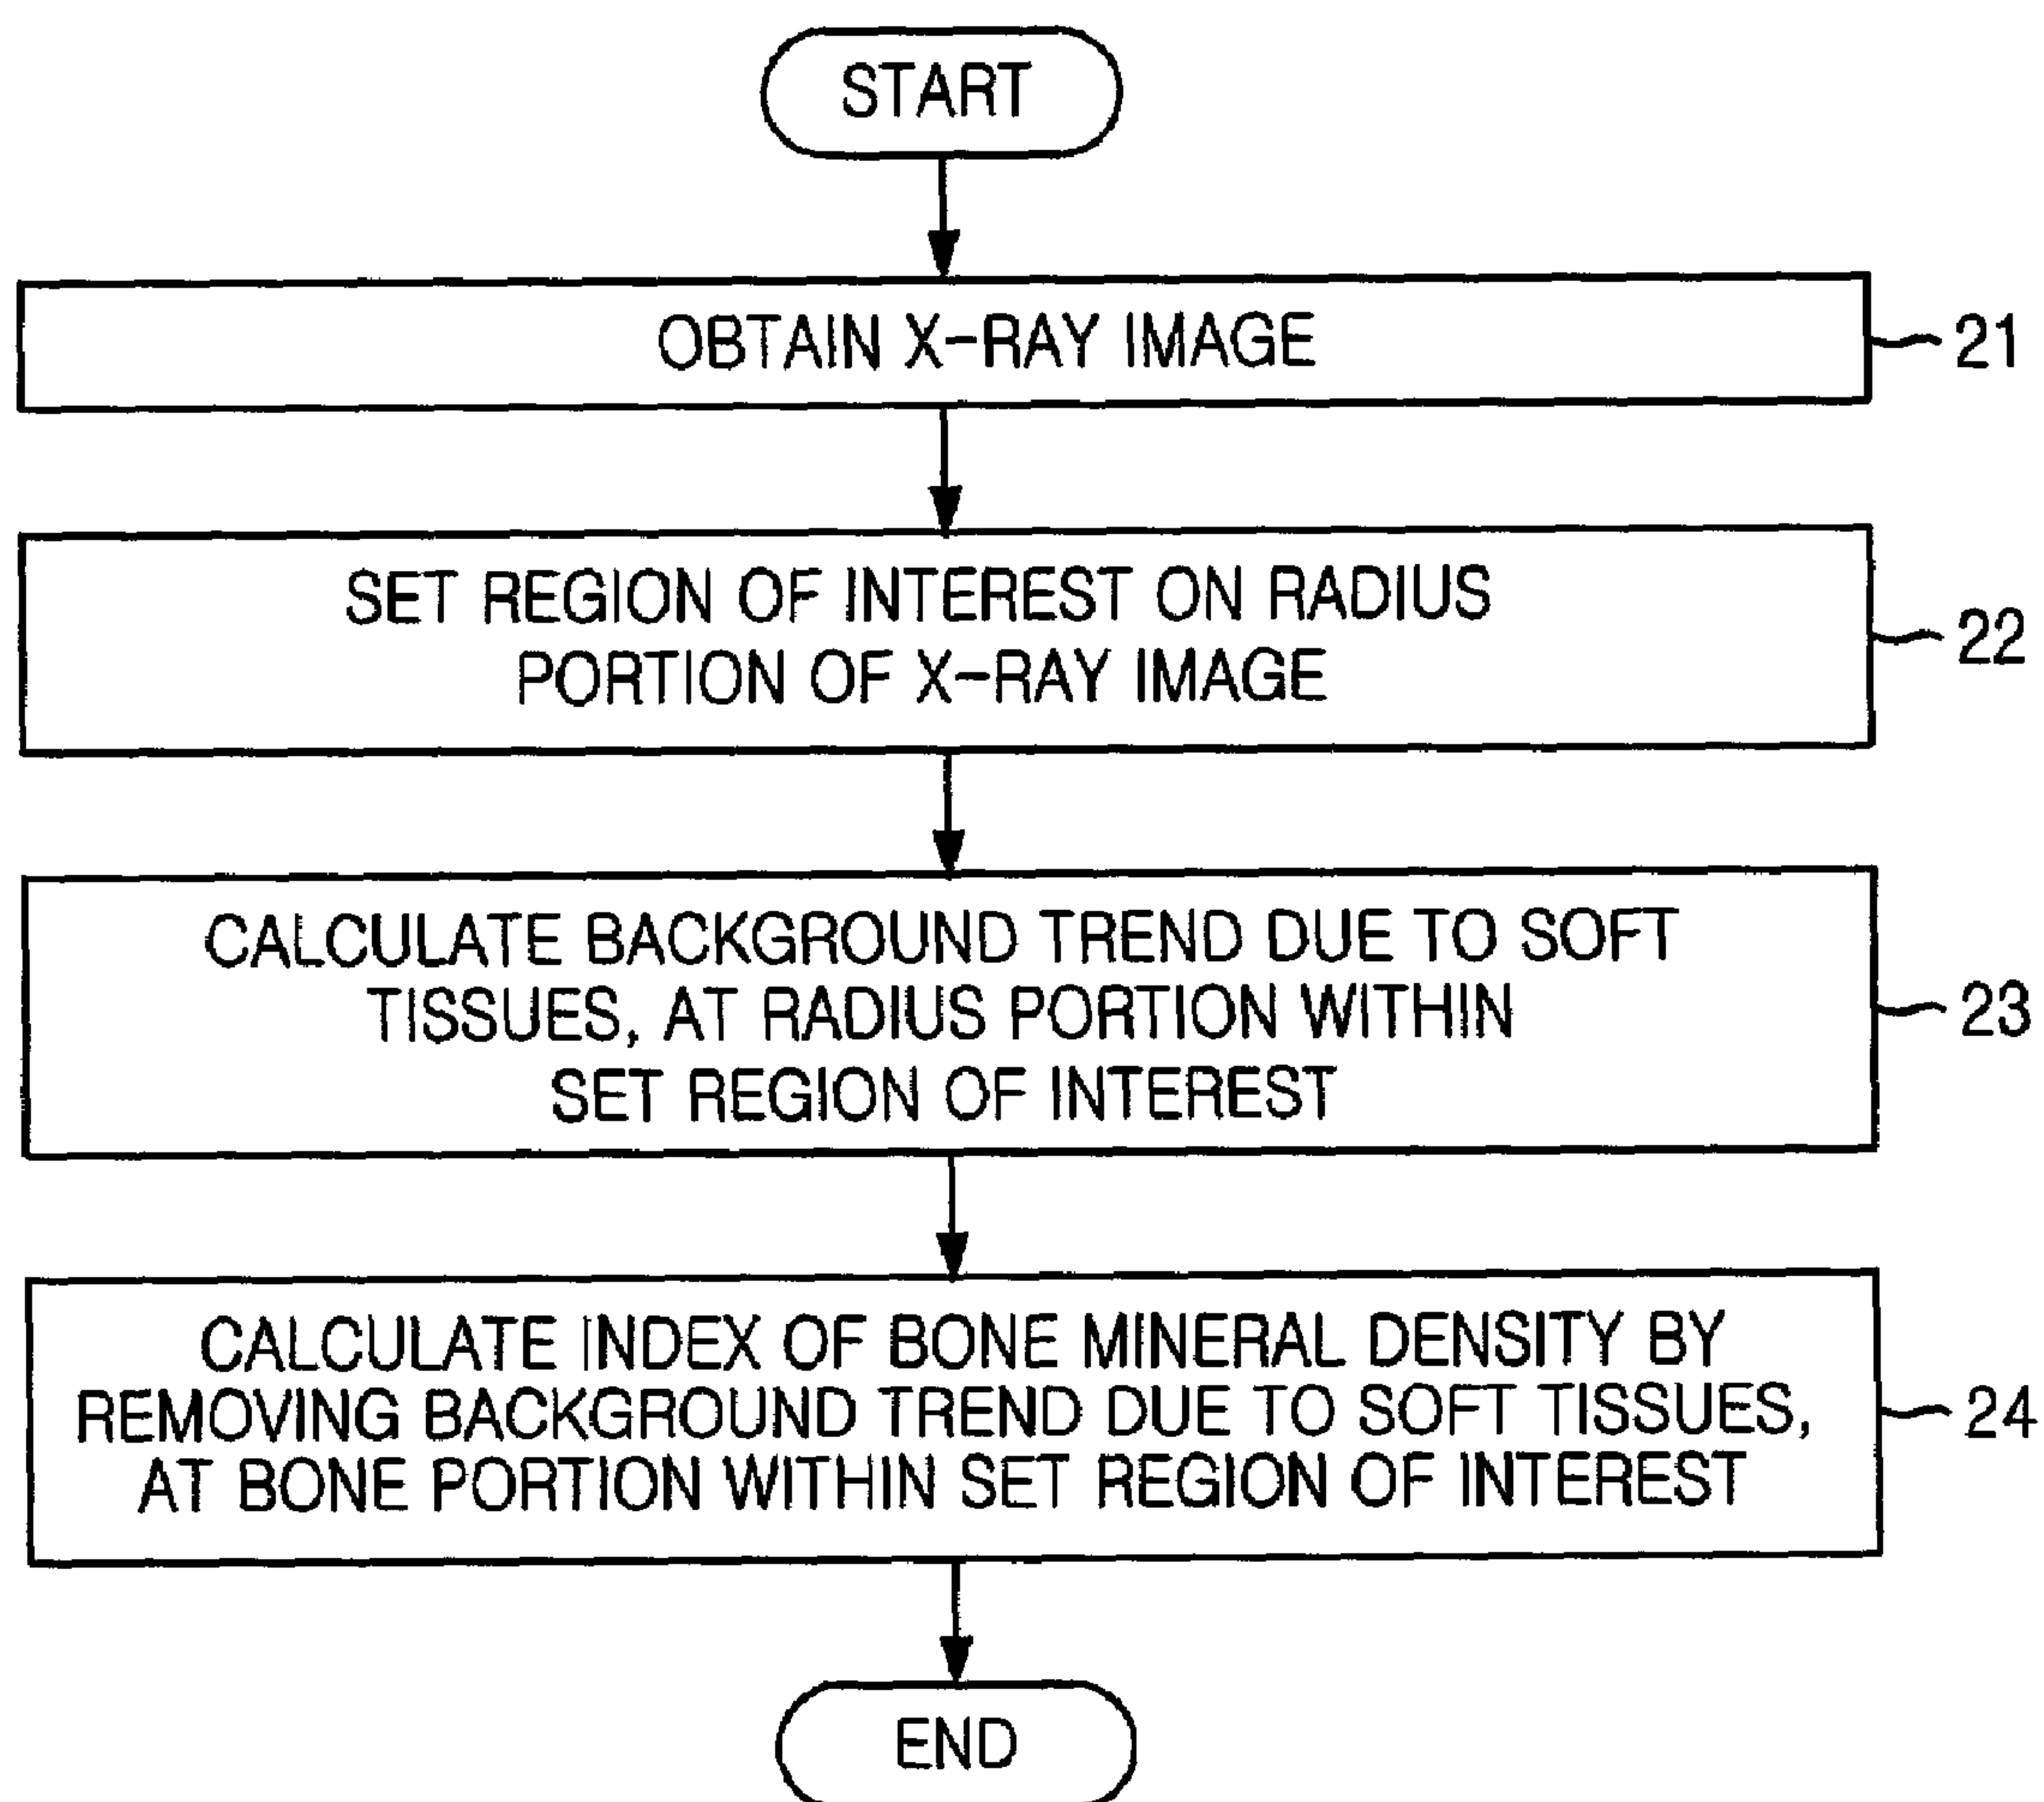 START
OBTAIN X-RAY IMAGE
21
SET REGION OF INTEREST ON RADIUS
PORTION OF X-RAY IMAGE
22
CALCULATE BACKGROUND TREND DUE TO SOFT
TISSUES, AT RADIUS PORTION WITHIN
SET REGION OF INTEREST
23
CALCULATE INDEX OF BONE MINERAL DENSITY BY
REMOVING BACKGROUND TREND DUE TO SOFT TISSUES,
AT BONE PORTION WITHIN SET REGION OF INTEREST
24
END